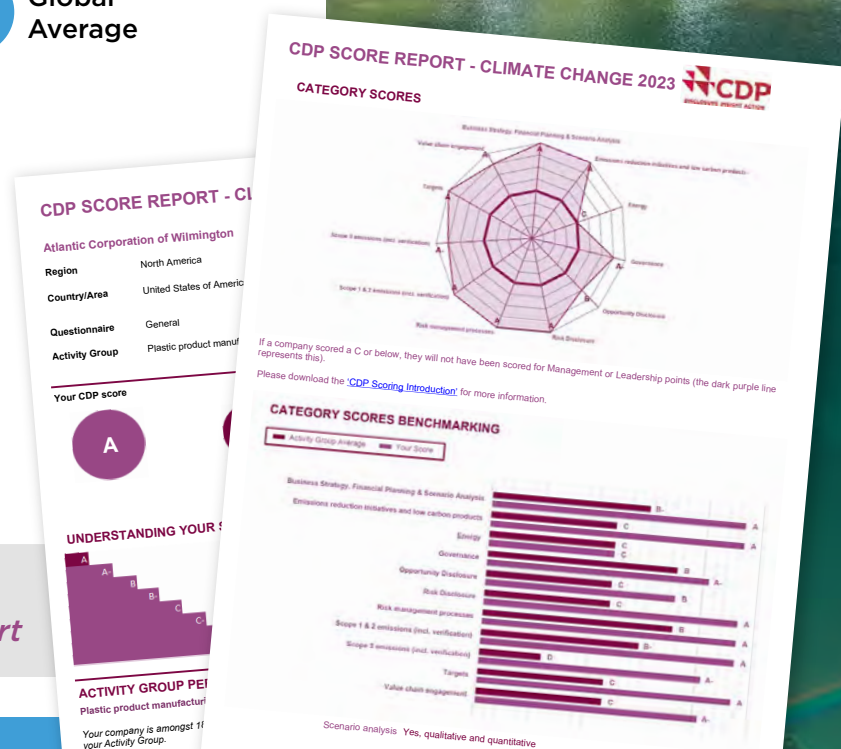 Global
Average
CDP SCORE REPORT - CLIMATE CHANGE 2023
CDP
DISCLOSURE INSIGHT ACTION
CATEGORY SCORES
Business Strategy, Financial Planning & Scenario Analysis
Value chain engagement
Emissions reduction initiatives and low carbon products
Targets
Energy
Scope 3 emissions (incl. verification)
Governance
Scope 1 & 2 emissions (incl. verification)
Opportunity Disclosure
Risk management processes
Risk Disclosure
A
A
C
A-
B
A
A
A
A-
A
A-
If a company scored a C or below, they will not have been scored for Management or Leadership points (the dark purple line
represents this).
Please download the 'CDP Scoring Introduction' for more information.
CATEGORY SCORES BENCHMARKING
Activity Group Average Your Score
Business Strategy, Financial Planning & Scenario Analysis B- A
Emissions reduction initiatives and low carbon products C A
Energy C C
Governance B A-
Opportunity Disclosure C B
Risk Disclosure C A
Risk management processes B A
Scope 1 & 2 emissions (incl. verification) B- A
Scope 3 emissions (incl. verification) D A-
Targets C A
Value chain engagement C A-
Scenario analysis Yes, qualitative and quantitative
CDP SCORE REPORT - CL
Atlantic Corporation of Wilmington
Region North America
Country/Area United States of Americ
Questionnaire General
Activity Group Plastic product manuf
Your CDP score
A
UNDERSTANDING YOUR S
A
A-
B
B-
C
C-
ACTIVITY GROUP PE
Plastic product manufacturi
Your company is amongst
your Activity Group.
rt